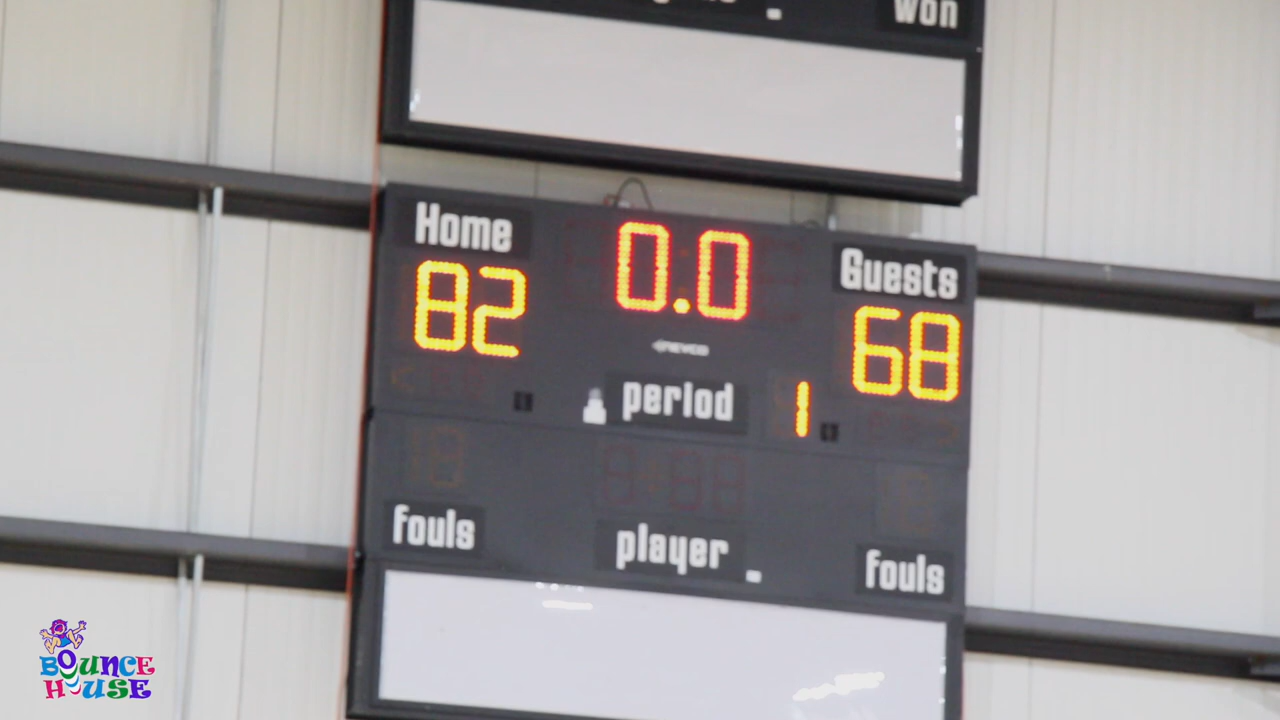 won
Home
0.0
Guests
82
68
period
1
fouls
player
fouls
BOUNCE
HOUSE